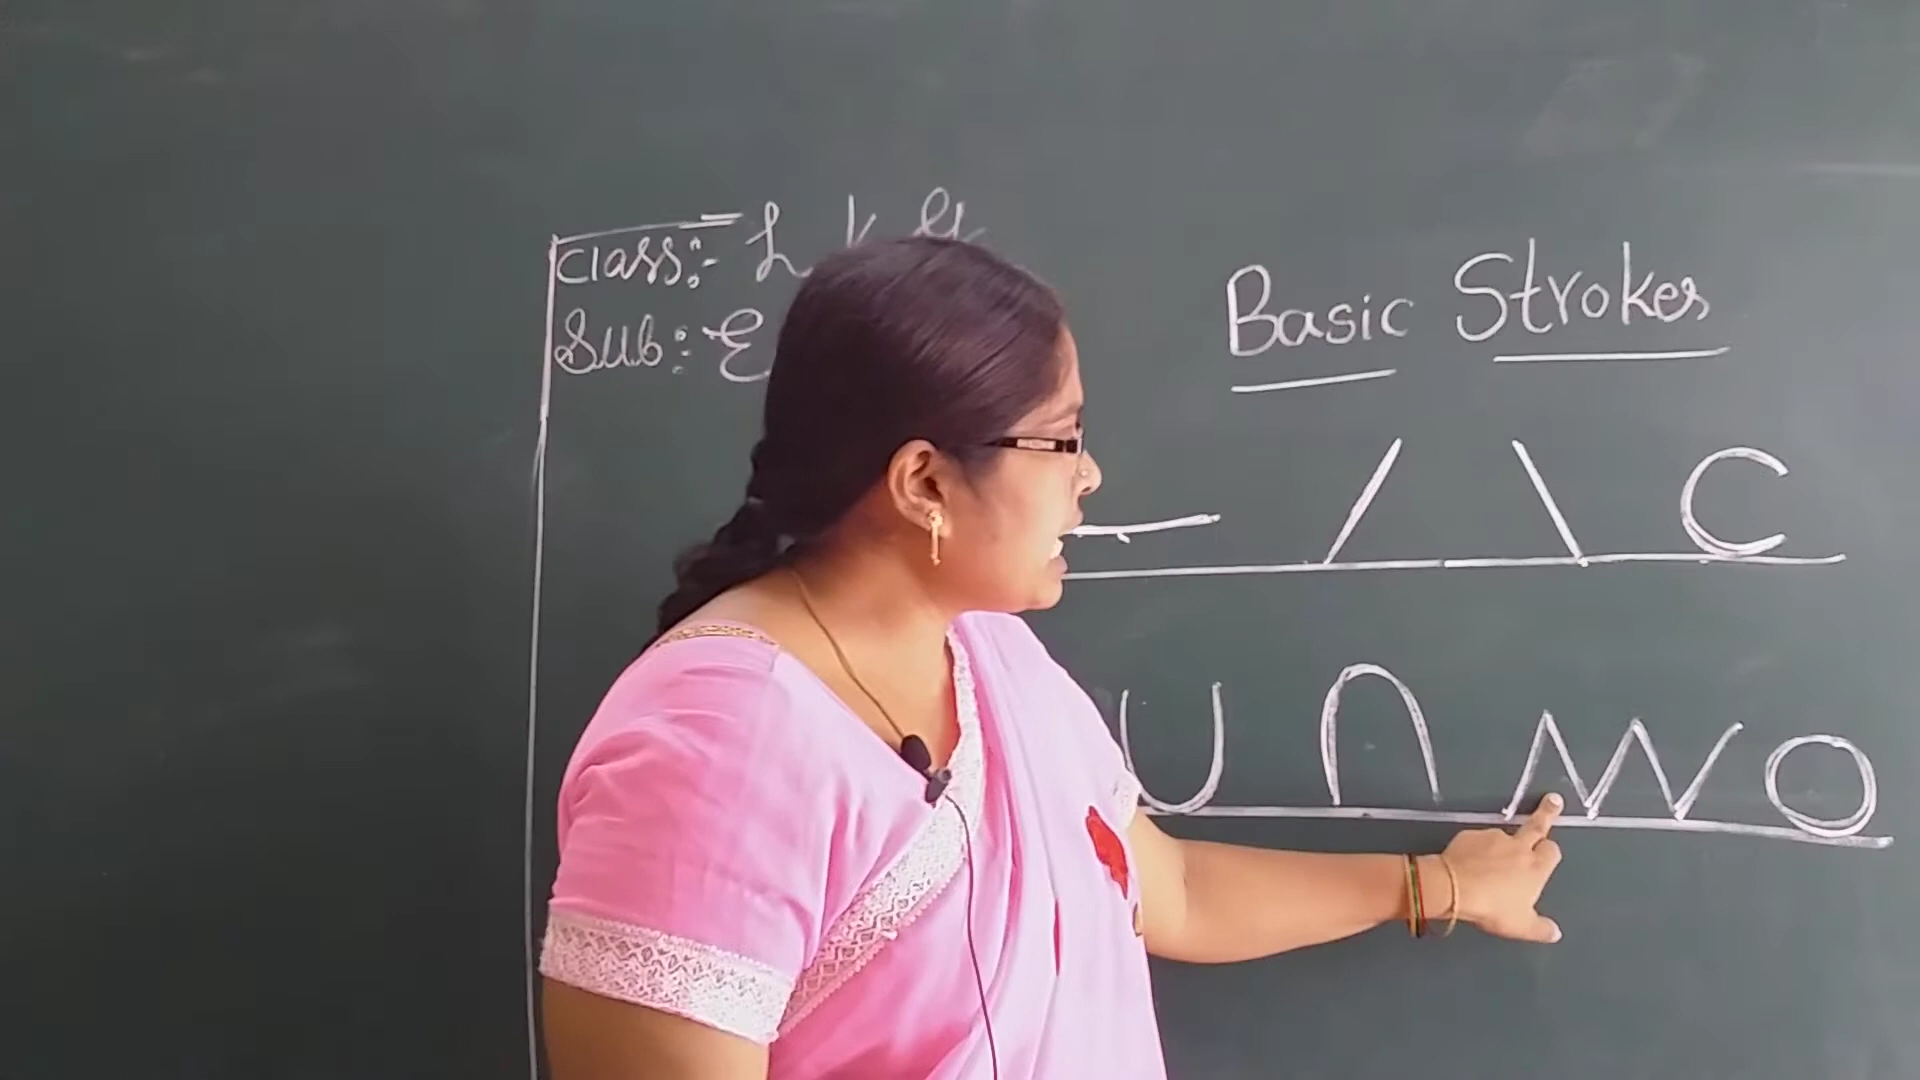 Class:- L K G
Sub:- E
Basic Strokes
— / \ C
U ∩ /\/\/ O